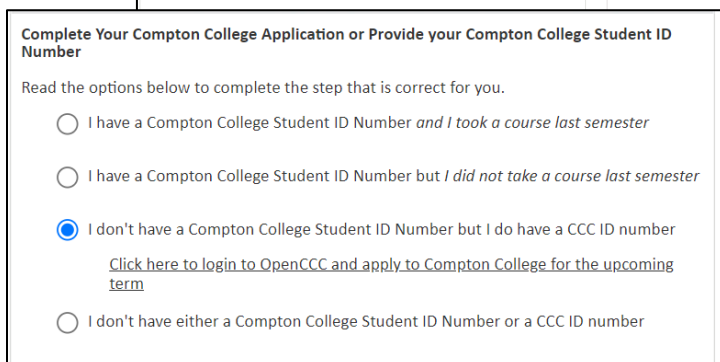 Complete Your Compton College Application or Provide your Compton College Student ID
Number
Read the options below to complete the step that is correct for you.
I have a Compton College Student ID Number and I took a course last semester
I have a Compton College Student ID Number but I did not take a course last semester
I don't have a Compton College Student ID Number but I do have a CCC ID number
Click here to login to OpenCCC and apply to Compton College for the upcoming
term
I don't have either a Compton College Student ID Number or a CCC ID number